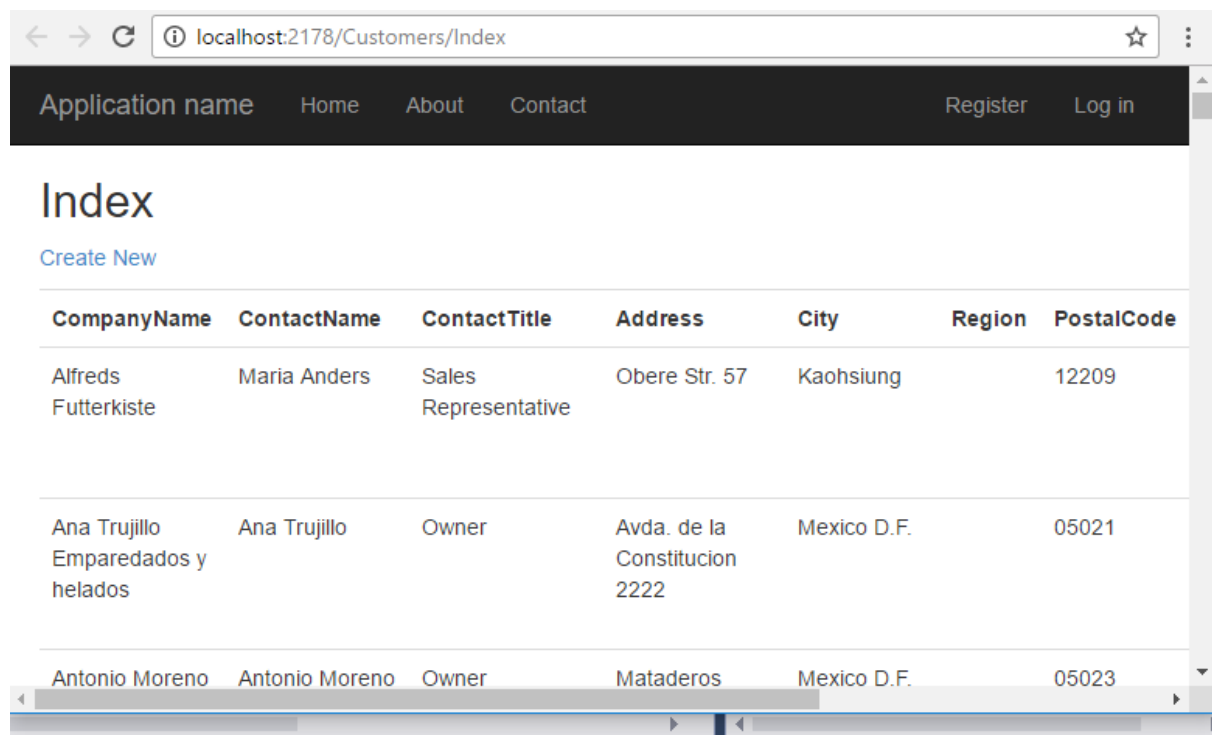 localhost:2178/Customers/Index
Application name Home About Contact Register Log in
Index
Create New
CompanyName ContactName ContactTitle Address City Region PostalCode
Alfreds Maria Anders Sales Obere Str. 57 Kaohsiung 12209
Futterkiste Representative
Ana Trujillo Ana Trujillo Owner Avda. de la Mexico D.F. 05021
Emparedados y Constitucion
helados 2222
Antonio Moreno Antonio Moreno Owner Mataderos Mexico D.F. 05023